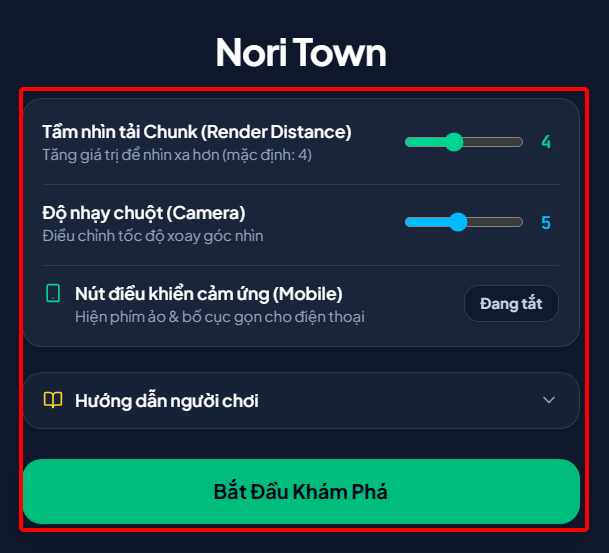 Nori Town
Tầm nhìn tải Chunk (Render Distance)
Tăng giá trị để nhìn xa hơn (mặc định: 4)
4
Độ nhạy chuột (Camera)
Điều chỉnh tốc độ xoay góc nhìn
5
Nút điều khiển cảm ứng (Mobile)
Hiện phím ảo & bố cục gọn cho điện thoại
Đang tắt
Hướng dẫn người chơi
Bắt Đầu Khám Phá